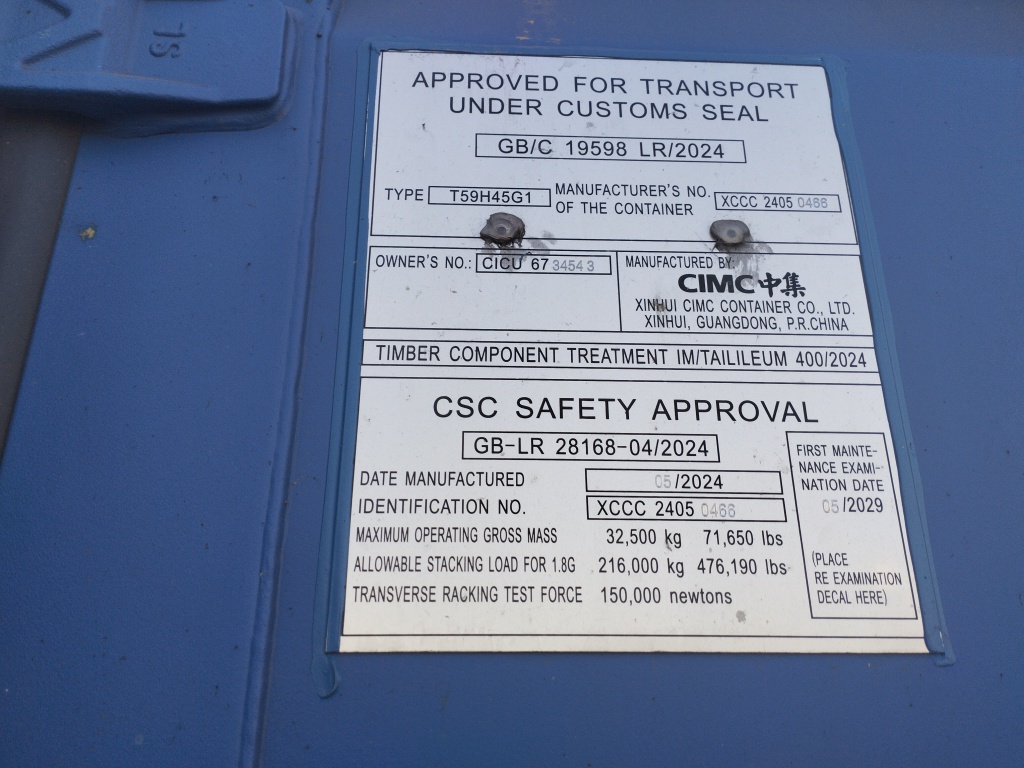 JS
APPROVED FOR TRANSPORT
UNDER CUSTOMS SEAL
GB/C 19598 LR/2024
TYPE T59H45G1
MANUFACTURER'S NO.
OF THE CONTAINER
XCCC 2405 0466
OWNER'S NO.: CICU 67 34543
MANUFACTURED BY:
CIMC中集
XINHUI CIMC CONTAINER CO., LTD.
XINHUI, GUANGDONG, P.R.CHINA
TIMBER COMPONENT TREATMENT IM/TAILILEUM 400/2024
CSC SAFETY APPROVAL
GB-LR 28168-04/2024
DATE MANUFACTURED 05/2024
IDENTIFICATION NO. XCCC 2405 0466
MAXIMUM OPERATING GROSS MASS 32,500 kg 71,650 lbs
ALLOWABLE STACKING LOAD FOR 1.8G 216,000 kg 476,190 lbs
TRANSVERSE RACKING TEST FORCE 150,000 newtons
FIRST MAINTE-
NANCE EXAMI-
NATION DATE
05/2029
(PLACE
RE EXAMINATION
DECAL HERE)